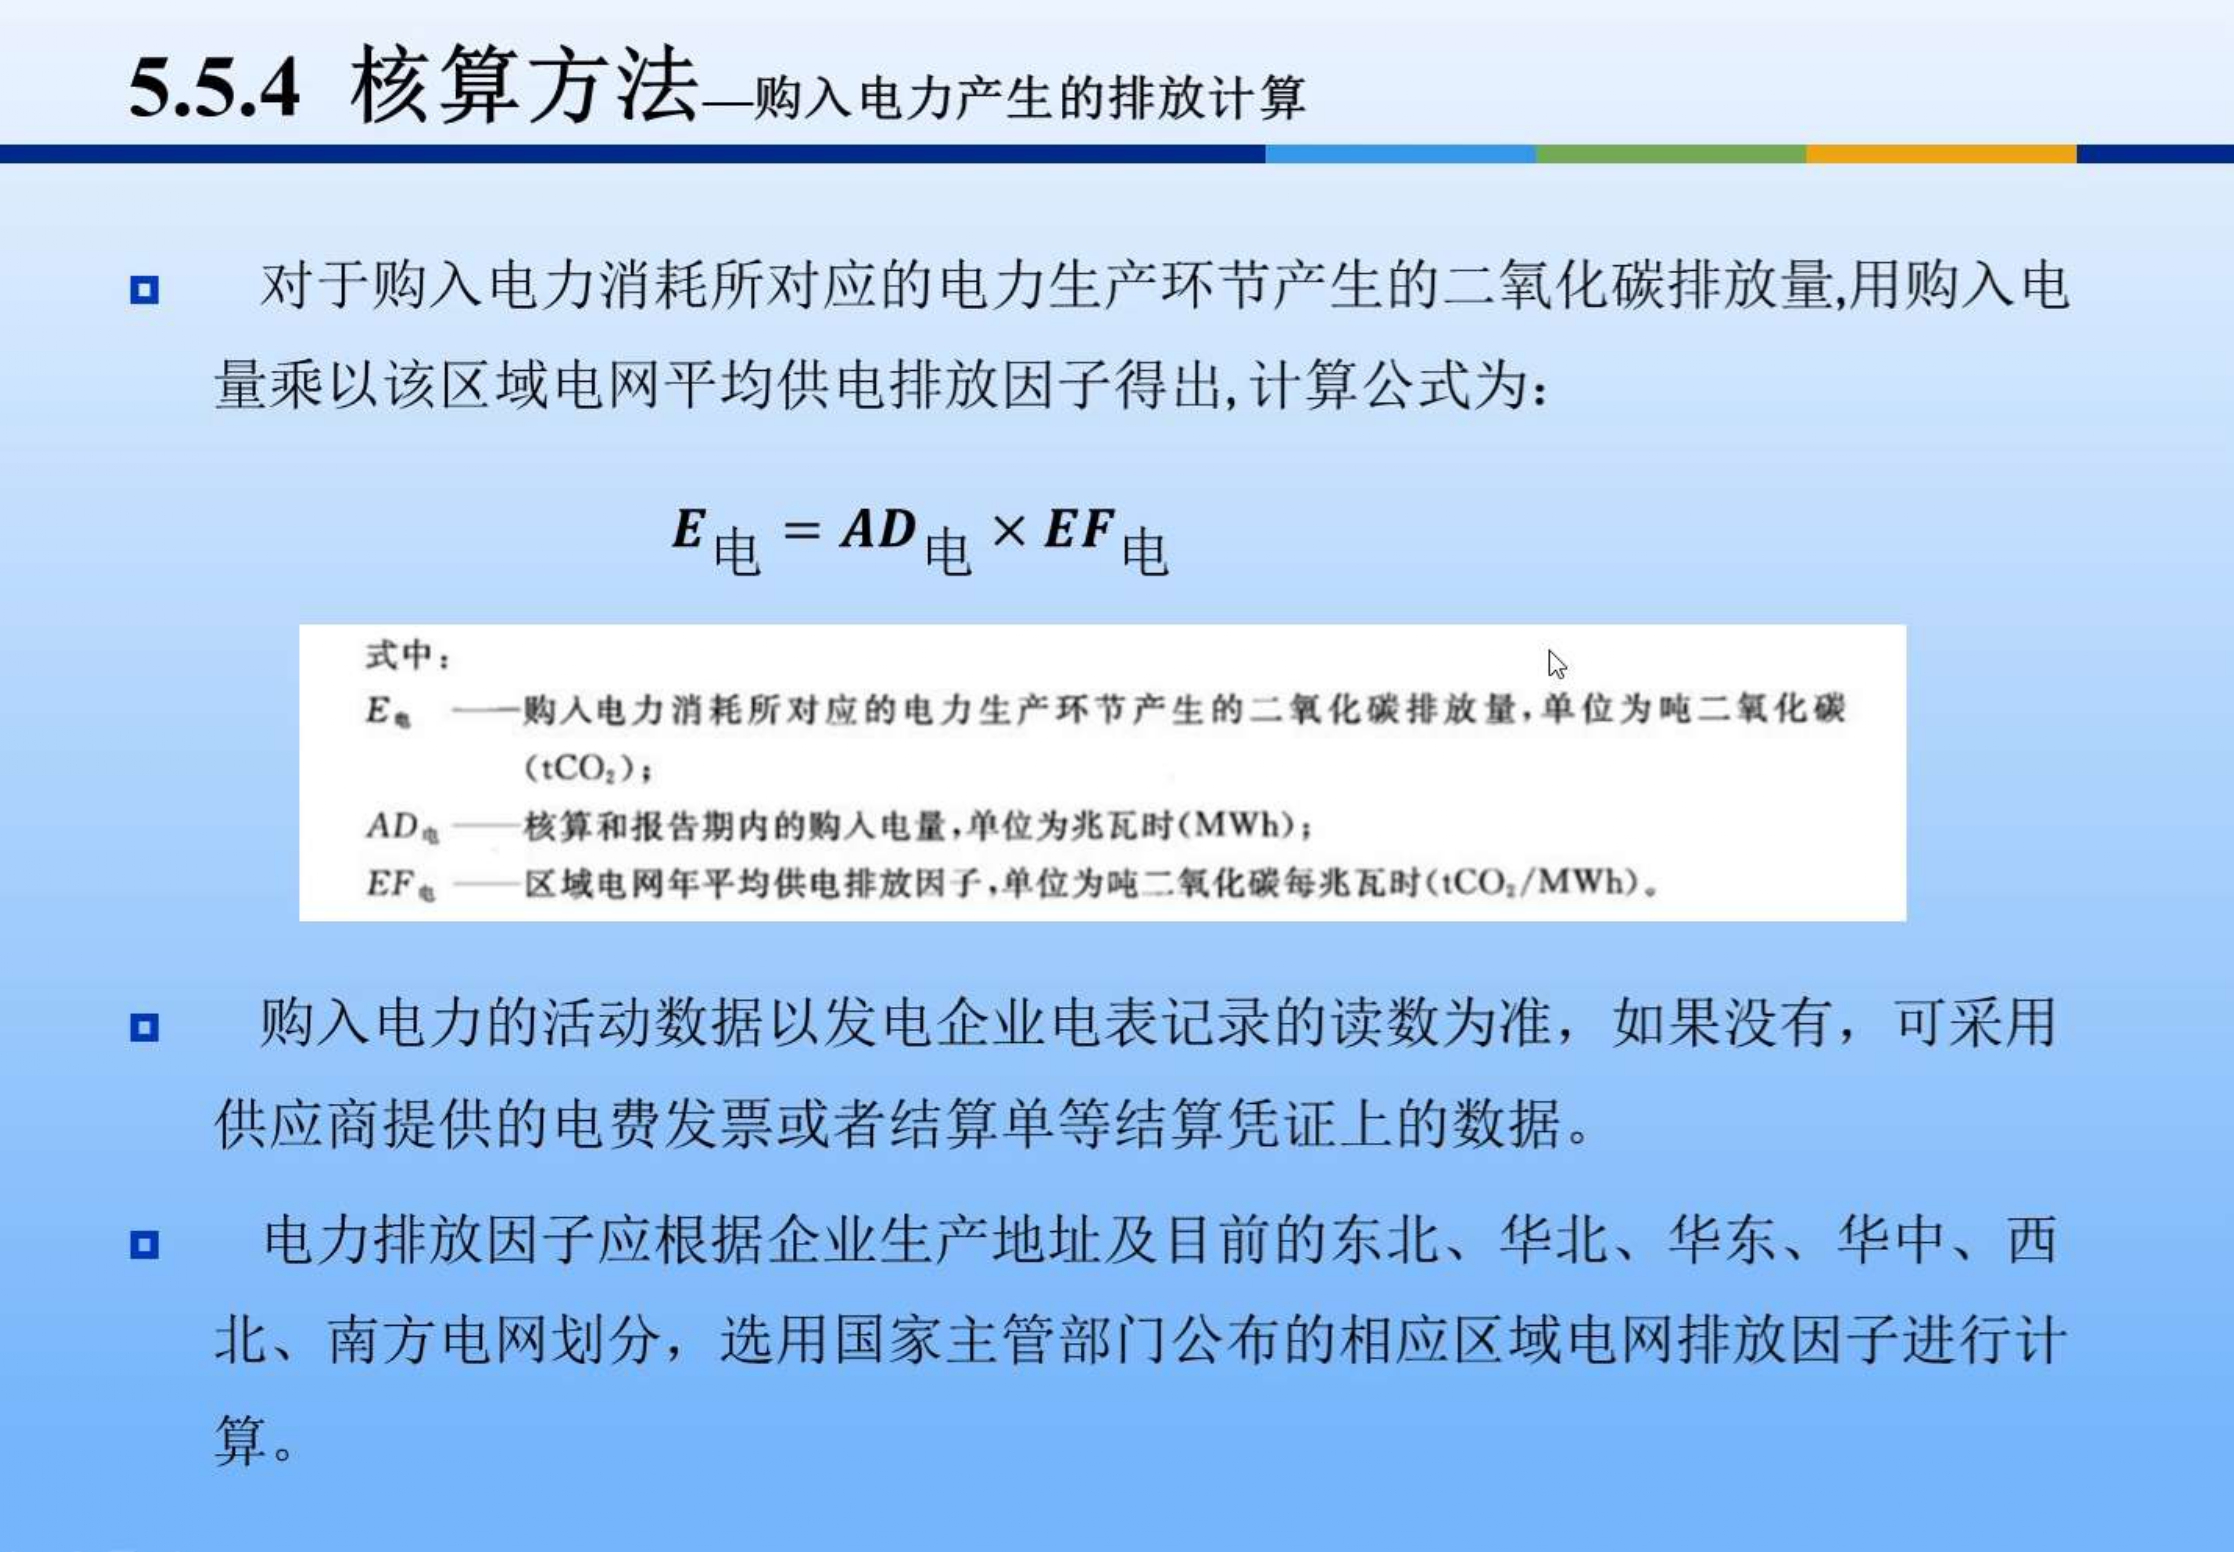 5.5.4 核算方法—购入电力产生的排放计算
对于购入电力消耗所对应的电力生产环节产生的二氧化碳排放量,用购入电
量乘以该区域电网平均供电排放因子得出,计算公式为:
E电 = AD电 × EF电
式中:
E电 ——购入电力消耗所对应的电力生产环节产生的二氧化碳排放量,单位为吨二氧化碳
(tCO₂);
AD电 ——核算和报告期内的购入电量,单位为兆瓦时(MWh);
EF电 ——区域电网年平均供电排放因子,单位为吨二氧化碳每兆瓦时(tCO₂/MWh)。
购入电力的活动数据以发电企业电表记录的读数为准，如果没有，可采用
供应商提供的电费发票或者结算单等结算凭证上的数据。
电力排放因子应根据企业生产地址及目前的东北、华北、华东、华中、西
北、南方电网划分，选用国家主管部门公布的相应区域电网排放因子进行计
算。